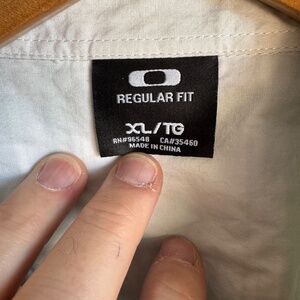 REGULAR FIT
XL/TG
RN#96548 CA#35460
MADE IN CHINA